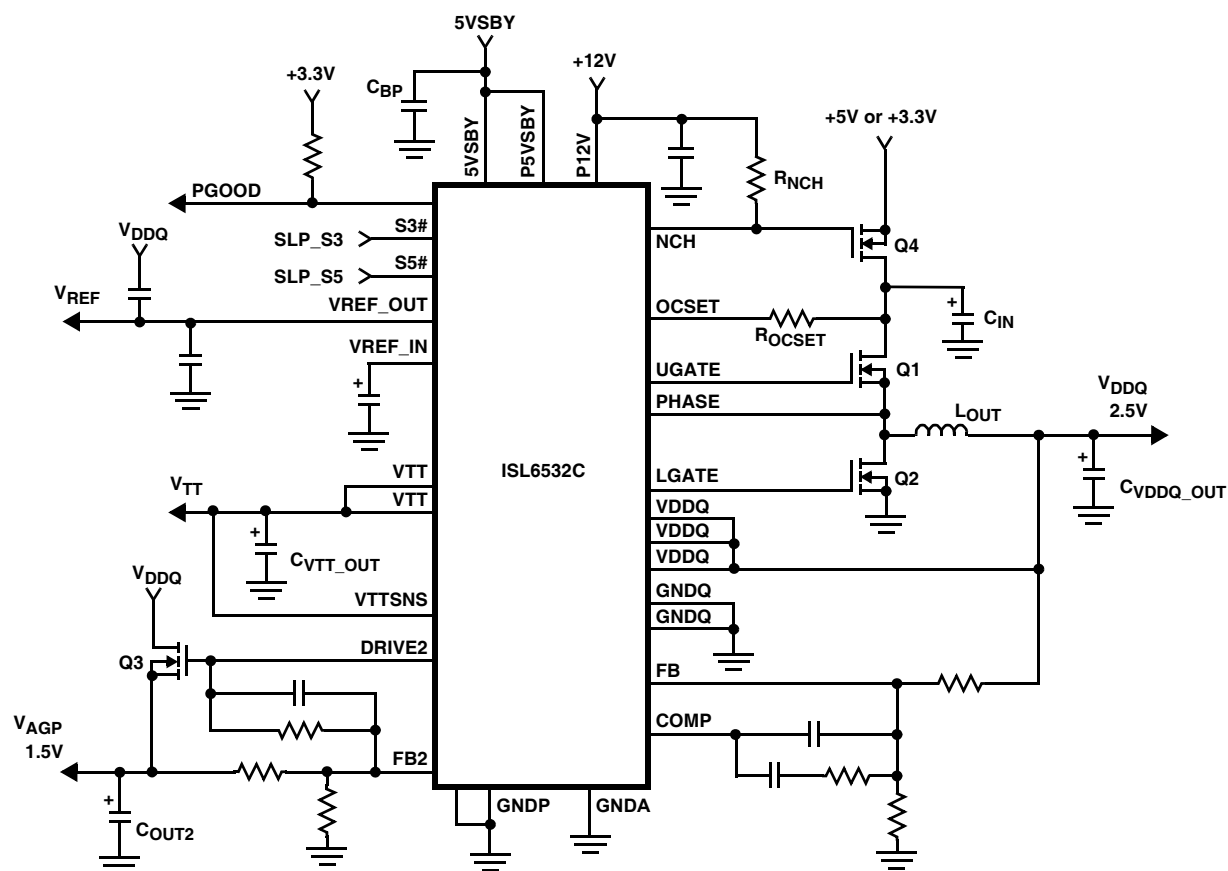 5VSBY
+12V
+3.3V
CBP
+5V or +3.3V
5VSBY
P5VSBY
P12V
RNCH
PGOOD
VDDQ
SLP_S3
S3#
NCH
Q4
SLP_S5
S5#
VREF
VREF_OUT
OCSET
+
CIN
ROCSET
VREF_IN
UGATE
Q1
+
PHASE
VDDQ
2.5V
LOUT
ISL6532C
VTT
LGATE
Q2
+
CVDDQ_OUT
VTT
VTT
VDDQ
VDDQ
+
CVTT_OUT
VDDQ
VDDQ
GNDQ
VTTSNS
GNDQ
Q3
DRIVE2
FB
VAGP
1.5V
COMP
FB2
+
COUT2
GNDP
GNDA